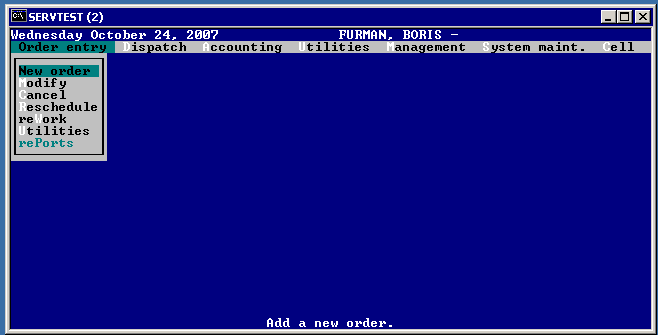 SERVTEST (2)
Wednesday October 24, 2007 FURMAN, BORIS -
Order entry Dispatch Accounting Utilities Management System maint. Cell
New order
Modify
Cancel
Reschedule
reWork
Utilities
rePorts
Add a new order.